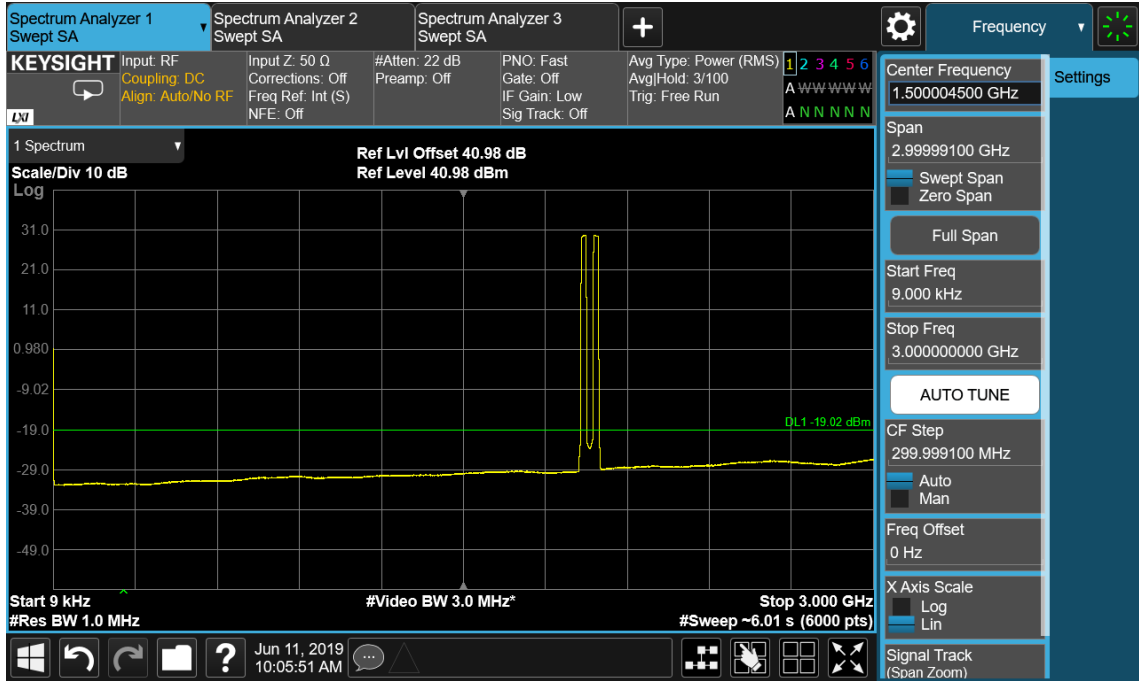 Spectrum Analyzer 1
Swept SA
Spectrum Analyzer 2
Swept SA
Spectrum Analyzer 3
Swept SA
Frequency
KEYSIGHT
LXI
Input: RF
Coupling: DC
Align: Auto/No RF
Input Z: 50 Ω
Corrections: Off
Freq Ref: Int (S)
NFE: Off
#Atten: 22 dB
Preamp: Off
PNO: Fast
Gate: Off
IF Gain: Low
Sig Track: Off
Avg Type: Power (RMS)
Avg|Hold: 3/100
Trig: Free Run
1 2 3 4 5 6
A W W W W W
A N N N N N
1 Spectrum
Scale/Div 10 dB
Log
Ref Lvl Offset 40.98 dB
Ref Level 40.98 dBm
31.0
21.0
11.0
0.980
-9.02
-19.0
-29.0
-39.0
-49.0
DL1 -19.02 dBm
Start 9 kHz
#Res BW 1.0 MHz
#Video BW 3.0 MHz*
Stop 3.000 GHz
#Sweep ~6.01 s (6000 pts)
Jun 11, 2019
10:05:51 AM
Center Frequency
1.500004500 GHz
Settings
Span
2.99999100 GHz
Swept Span
Zero Span
Full Span
Start Freq
9.000 kHz
Stop Freq
3.000000000 GHz
AUTO TUNE
CF Step
299.999100 MHz
Auto
Man
Freq Offset
0 Hz
X Axis Scale
Log
Lin
Signal Track
(Span Zoom)